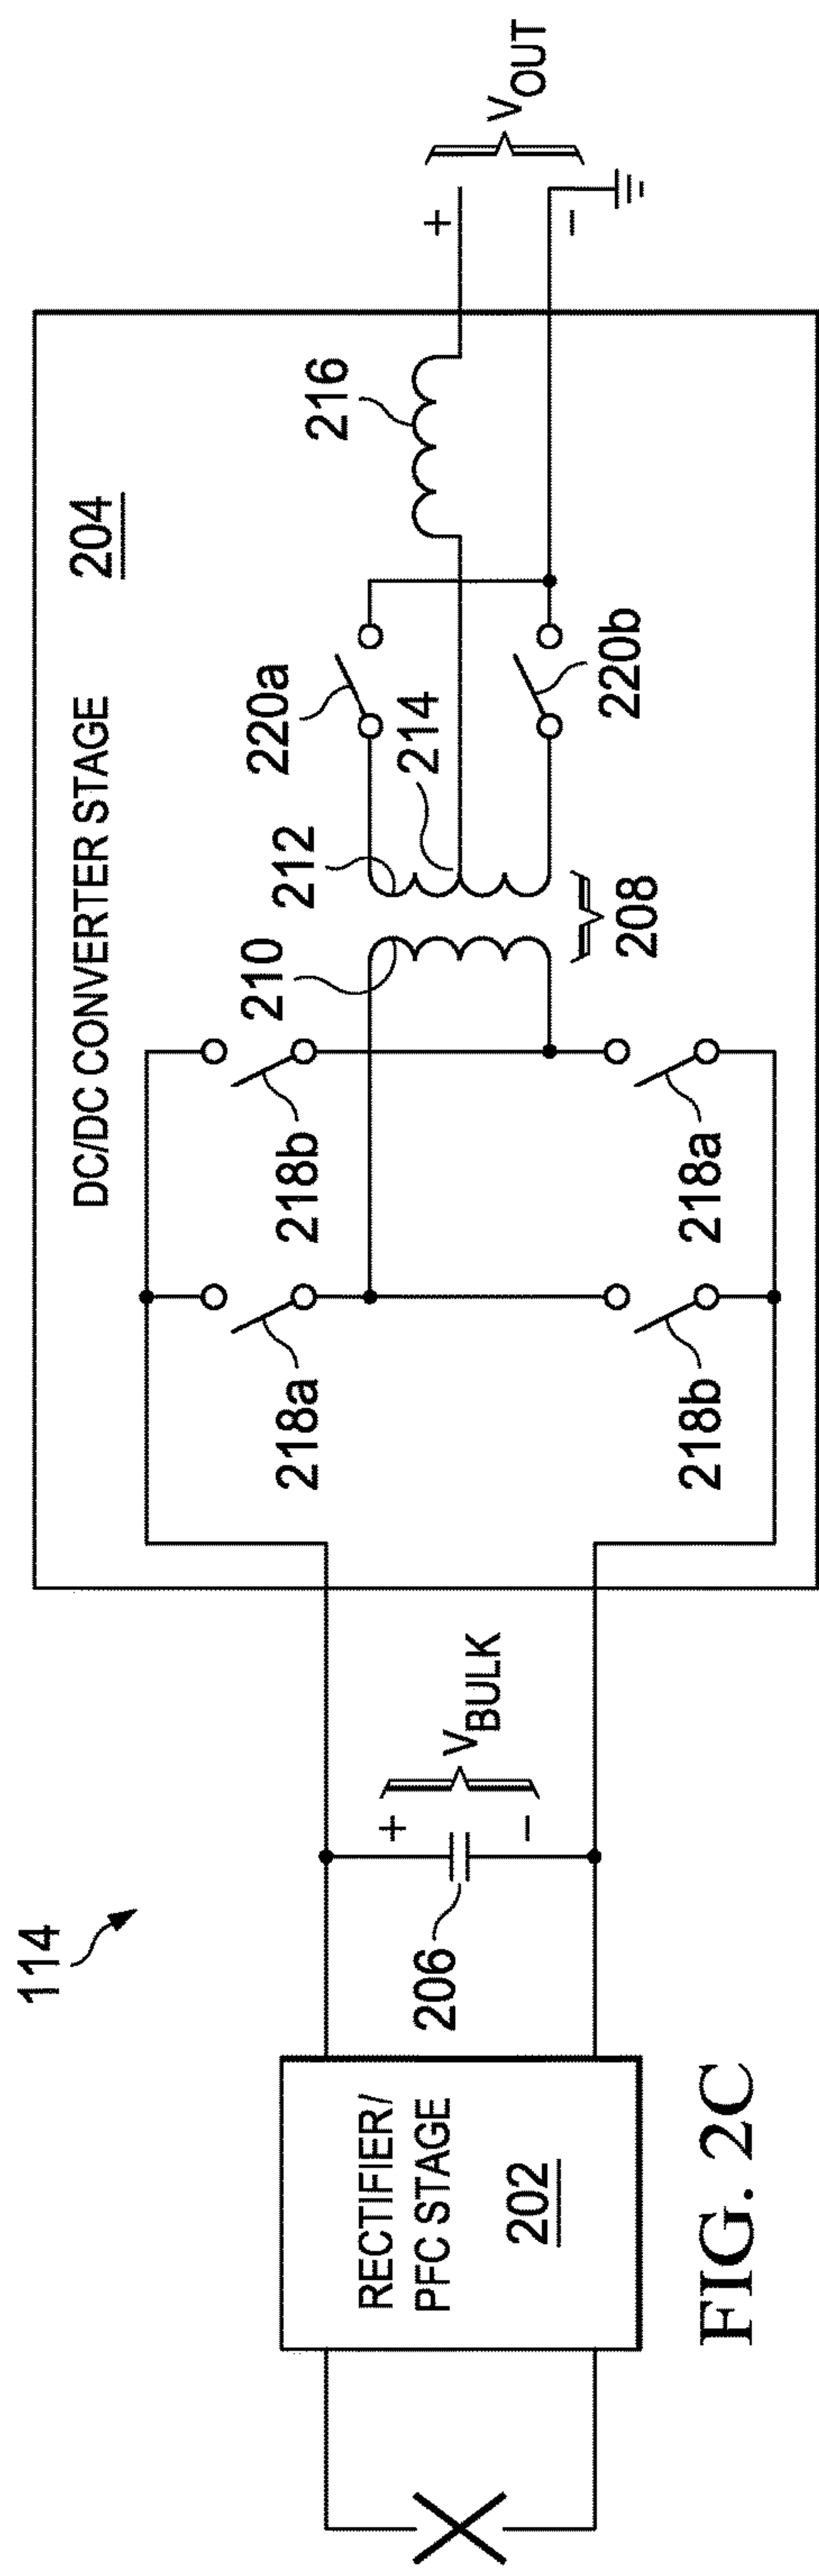 114
DC/DC CONVERTER STAGE
204
RECTIFIER/
PFC STAGE
202
206
+
VBULK
−
218a
218b
218b
218a
210
212
214
208
220a
220b
216
+
VOUT
−
FIG. 2C